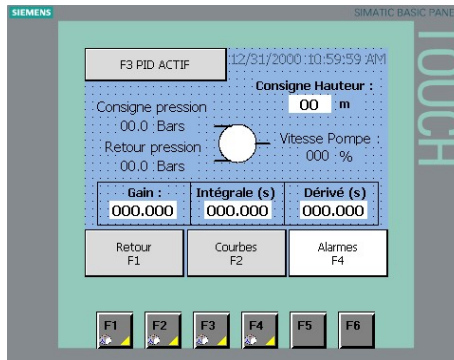 SIEMENS
SIMATIC BASIC PANE
TOUCH
F3 PID ACTIF
12/31/2000 10:59:59 AM
Consigne Hauteur :
00 m
Consigne pression
00.0 Bars
Retour pression
00.0 Bars
Vitesse Pompe :
000 %
Gain :
Intégrale (s)
Dérivé (s)
000.000
000.000
000.000
Retour
F1
Courbes
F2
Alarmes
F4
F1
F2
F3
F4
F5
F6